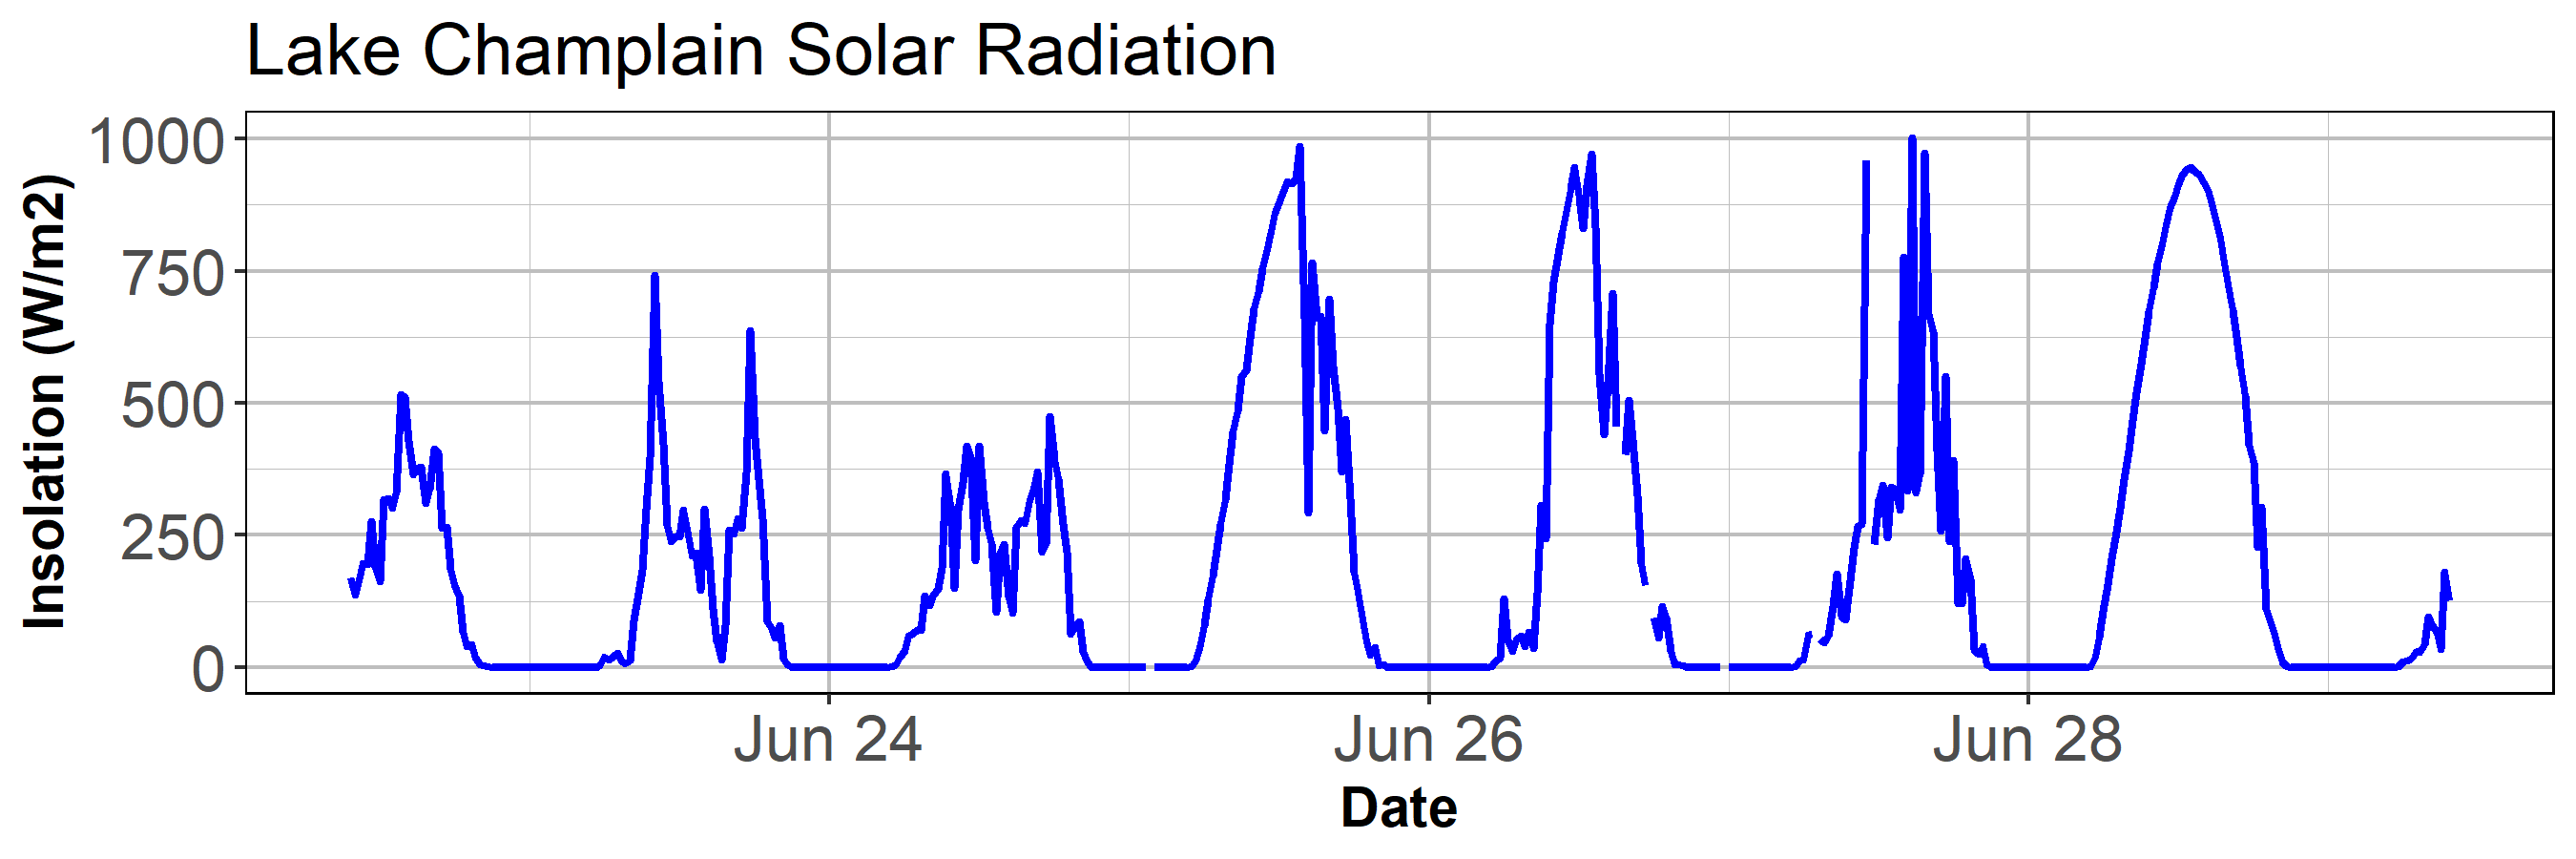 Lake Champlain Solar Radiation
Insolation (W/m2)
1000
750
500
250
0
Jun 24 Jun 26 Jun 28
Date